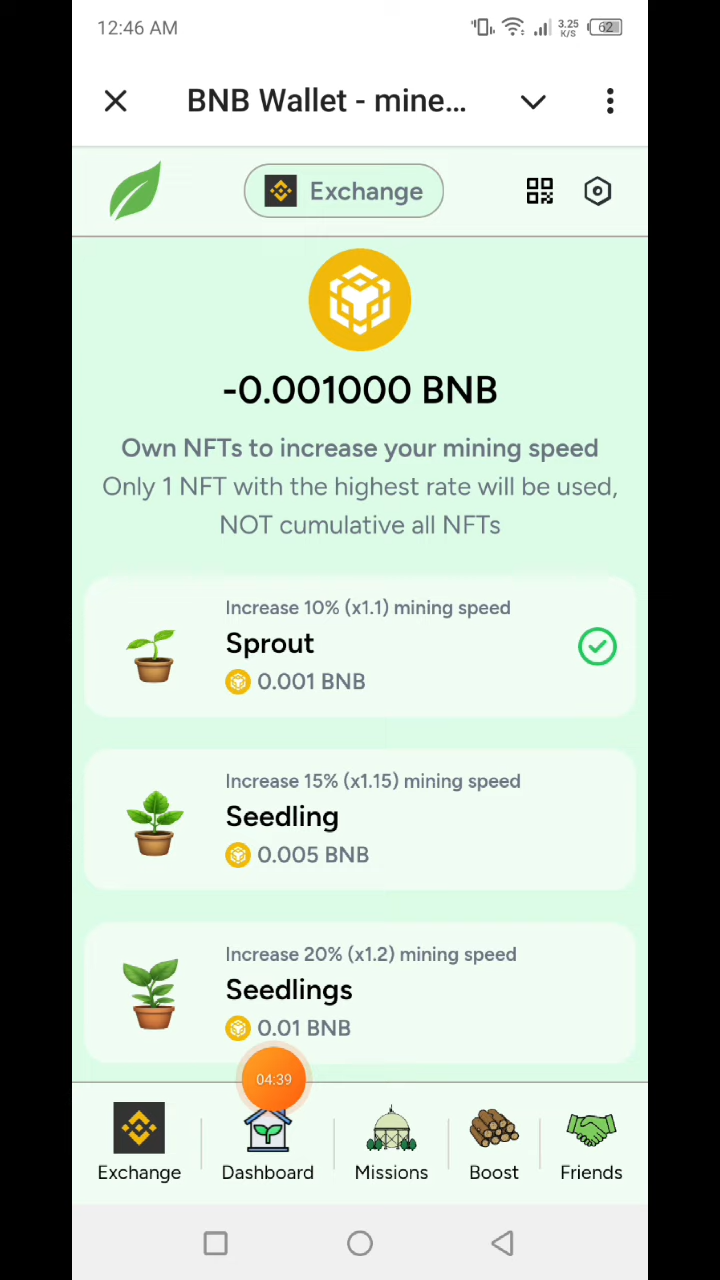 12:46 AM
3.25
K/S
62
BNB Wallet - mine...
Exchange
-0.001000 BNB
Own NFTs to increase your mining speed
Only 1 NFT with the highest rate will be used,
NOT cumulative all NFTs
Increase 10% (x1.1) mining speed
Sprout
0.001 BNB
Increase 15% (x1.15) mining speed
Seedling
0.005 BNB
Increase 20% (x1.2) mining speed
Seedlings
0.01 BNB
04:39
Exchange
Dashboard
Missions
Boost
Friends